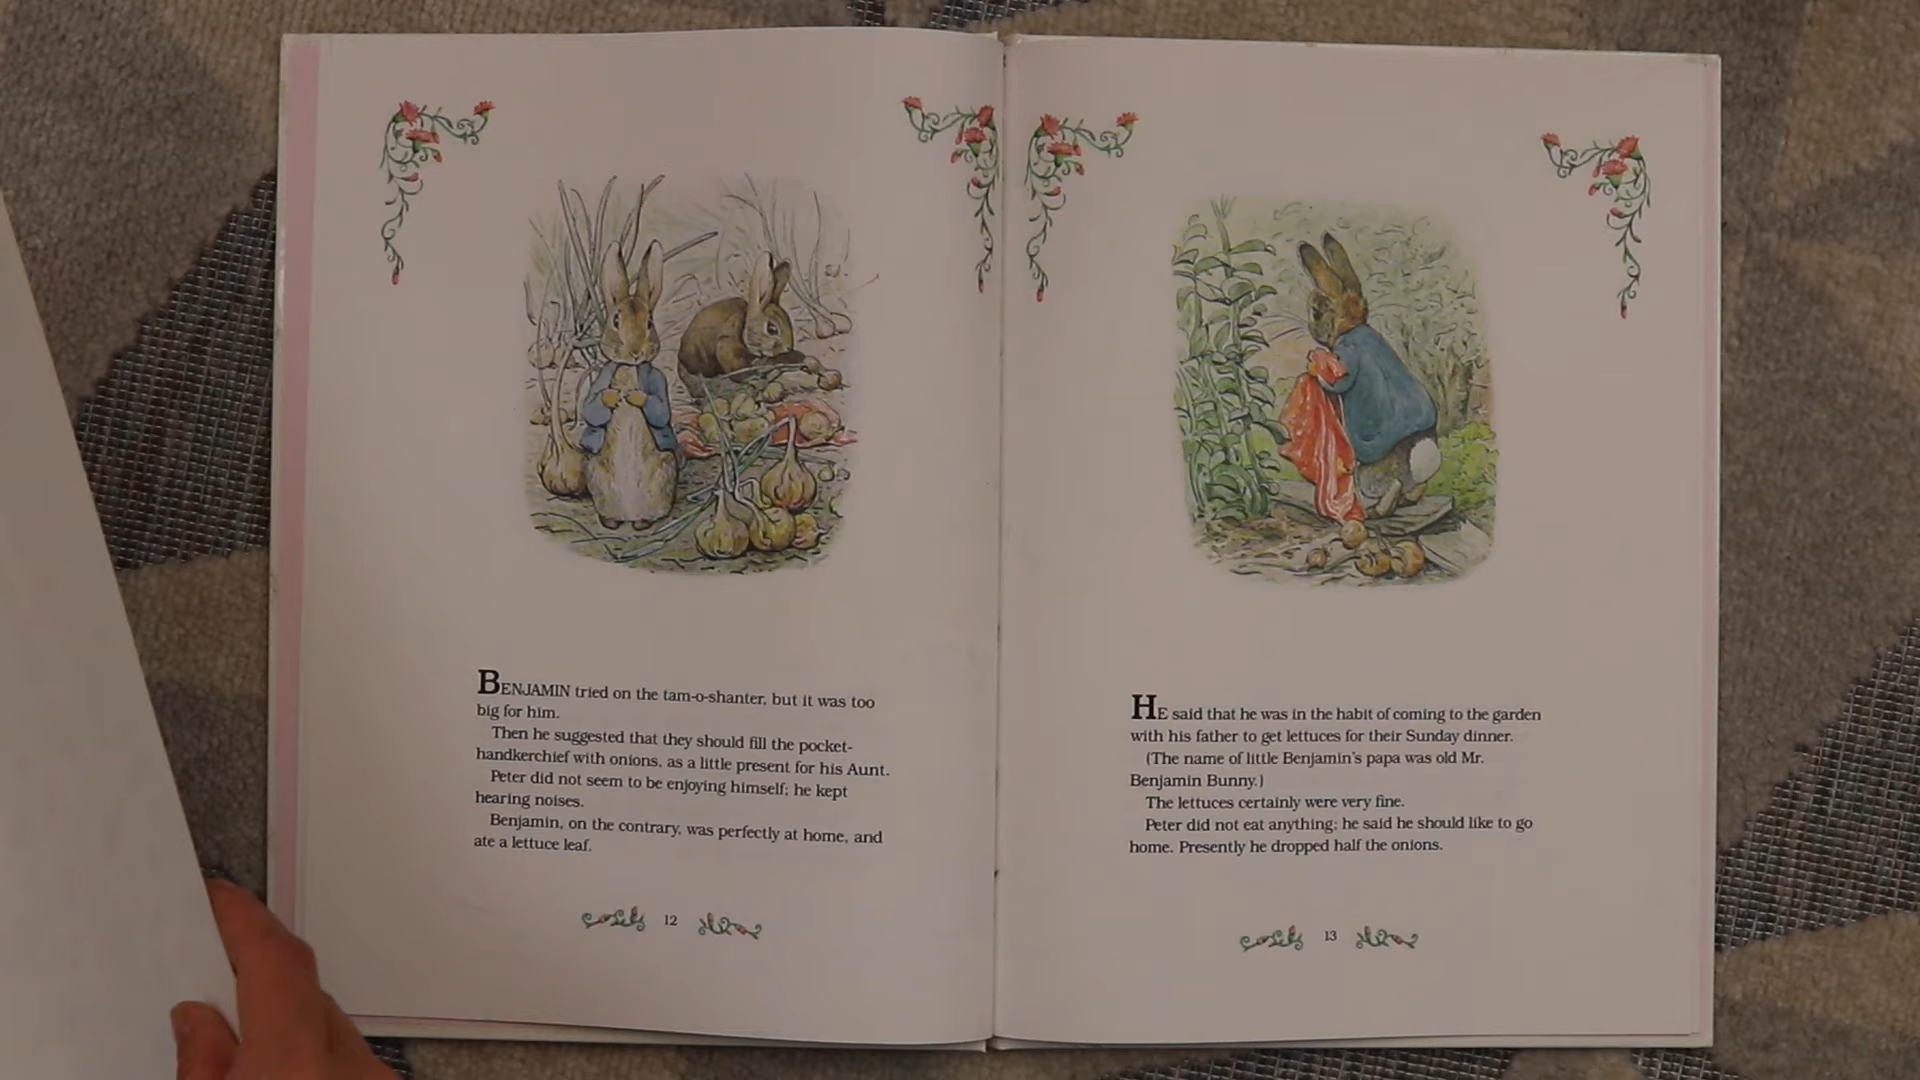 BENJAMIN tried on the tam-o-shanter, but it was too
big for him.
Then he suggested that they should fill the pocket-
handkerchief with onions, as a little present for his Aunt.
Peter did not seem to be enjoying himself; he kept
hearing noises.
Benjamin, on the contrary, was perfectly at home, and
ate a lettuce leaf.
12
HE said that he was in the habit of coming to the garden
with his father to get lettuces for their Sunday dinner.
(The name of little Benjamin's papa was old Mr.
Benjamin Bunny.)
The lettuces certainly were very fine.
Peter did not eat anything; he said he should like to go
home. Presently he dropped half the onions.
13